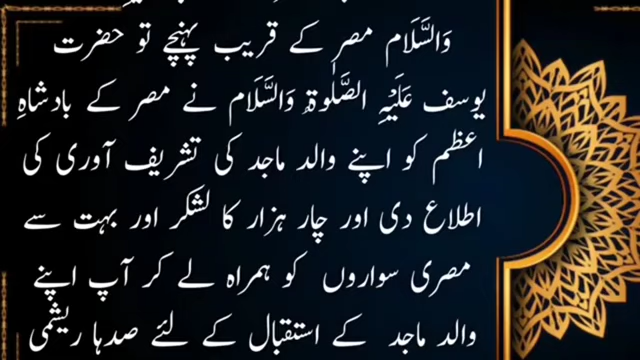 وَالسَّلَام مصر کے قریب پہنچے تو حضرت
یوسف عَلَیْہِ الصَّلٰوۃُ وَالسَّلَام نے مصر کے بادشاہِ
اعظم کو اپنے والد ماجد کی تشریف آوری کی
اطلاع دی اور چار ہزار کا لشکر اور بہت سے
مصری سواروں کو ہمراہ لے کر آپ اپنے
والد ماجد کے استقبال کے لئے صدہا ریشمی